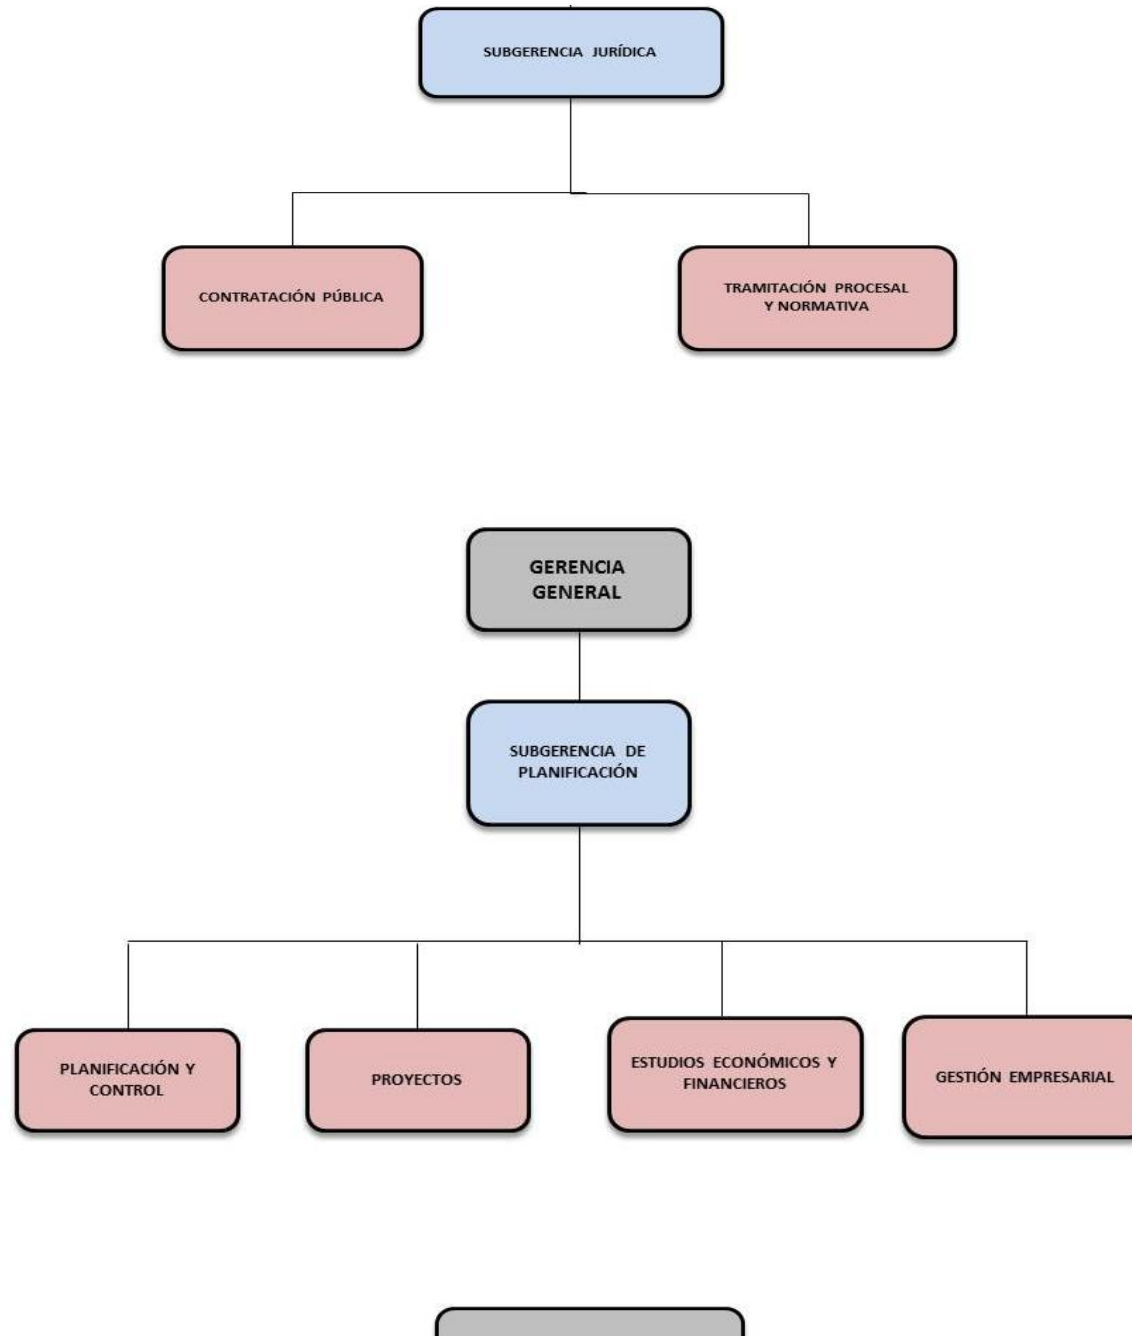 SUBGERENCIA JURÍDICA
CONTRATACIÓN PÚBLICA
TRAMITACIÓN PROCESAL
Y NORMATIVA
GERENCIA
GENERAL
SUBGERENCIA DE
PLANIFICACIÓN
PLANIFICACIÓN Y
CONTROL
PROYECTOS
ESTUDIOS ECONÓMICOS Y
FINANCIEROS
GESTIÓN EMPRESARIAL